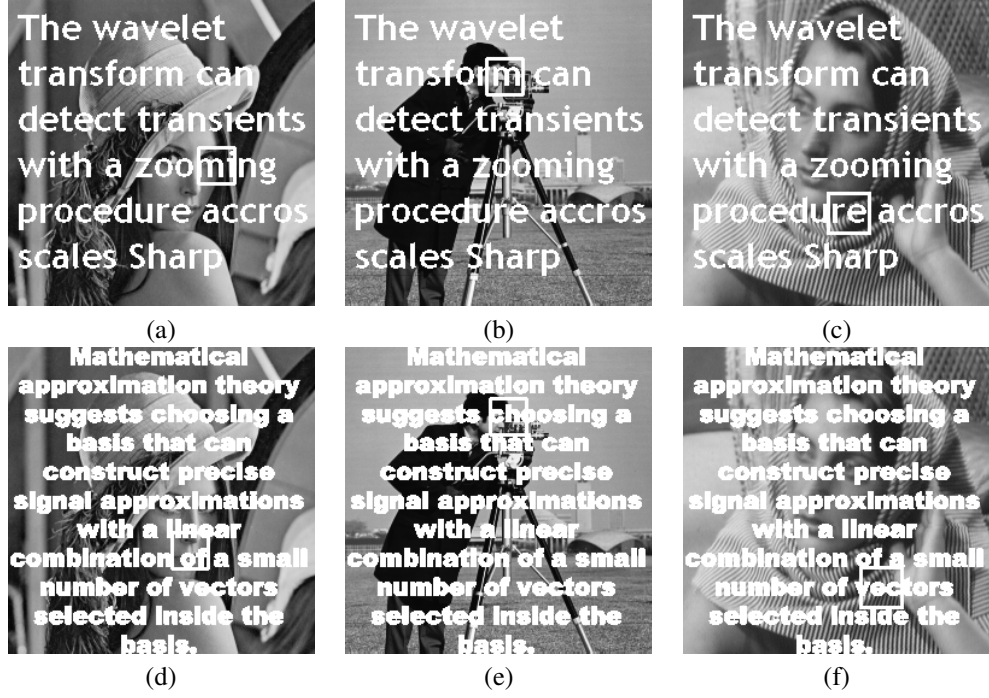 The wavelet
transform can
detect transients
with a zooming
procedure accros
scales Sharp
The wavelet
transform can
detect transients
with a zooming
procedure accros
scales Sharp
The wavelet
transform can
detect transients
with a zooming
procedure accros
scales Sharp
(a)
(b)
(c)
Mathematical
approximation theory
suggests choosing a
basis that can
construct precise
signal approximations
with a linear
combination of a small
number of vectors
selected inside the
basis.
Mathematical
approximation theory
suggests choosing a
basis that can
construct precise
signal approximations
with a linear
combination of a small
number of vectors
selected inside the
basis.
Mathematical
approximation theory
suggests choosing a
basis that can
construct precise
signal approximations
with a linear
combination of a small
number of vectors
selected inside the
basis.
(d)
(e)
(f)